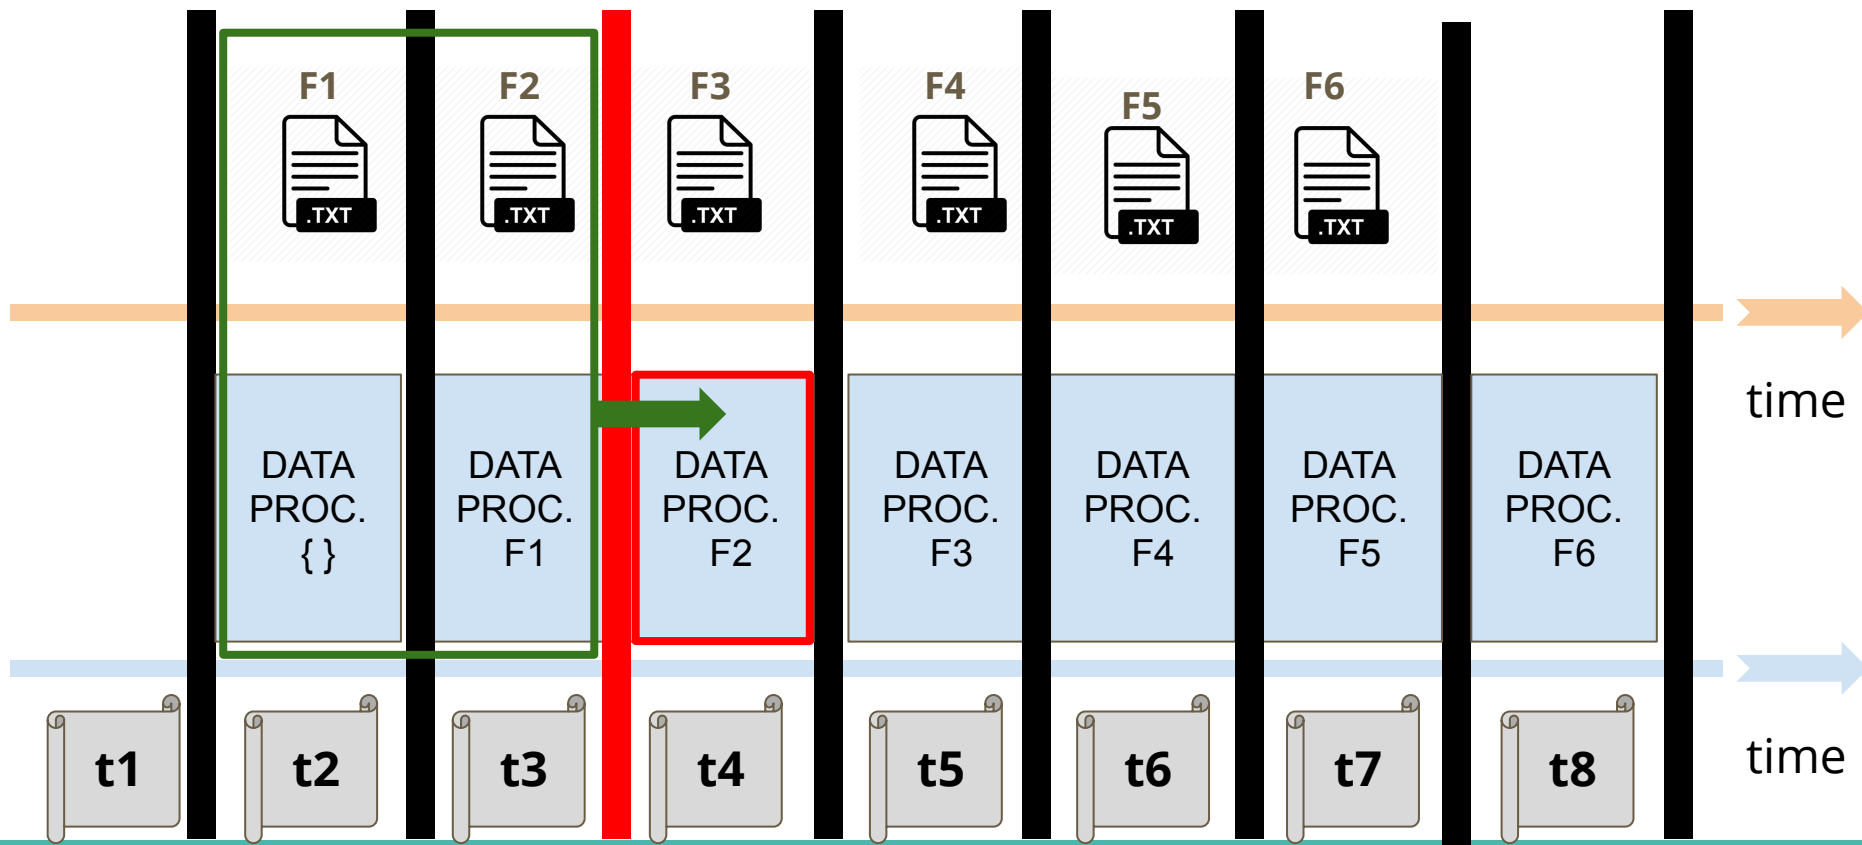 F1
F2
F3
F4
F5
F6
.TXT
.TXT
.TXT
.TXT
.TXT
.TXT
time
DATA
PROC.
{ }
DATA
PROC.
F1
DATA
PROC.
F2
DATA
PROC.
F3
DATA
PROC.
F4
DATA
PROC.
F5
DATA
PROC.
F6
time
t1
t2
t3
t4
t5
t6
t7
t8